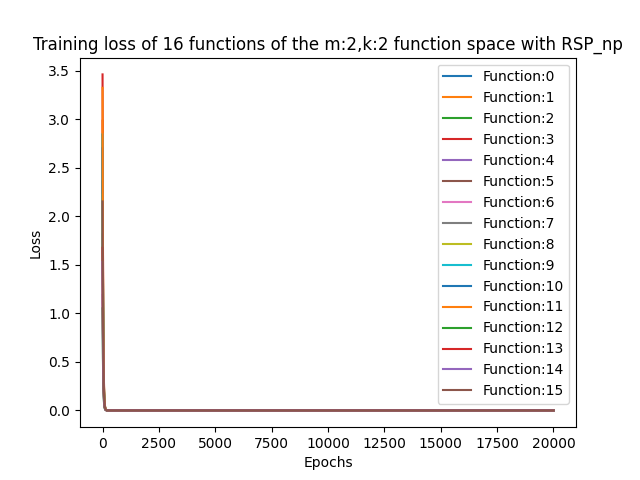 Training loss of 16 functions of the m:2,k:2 function space with RSP_np
3.5
3.0
2.5
2.0
1.5
1.0
0.5
0.0
Loss
0 2500 5000 7500 10000 12500 15000 17500 20000
Epochs
Function:0
Function:1
Function:2
Function:3
Function:4
Function:5
Function:6
Function:7
Function:8
Function:9
Function:10
Function:11
Function:12
Function:13
Function:14
Function:15